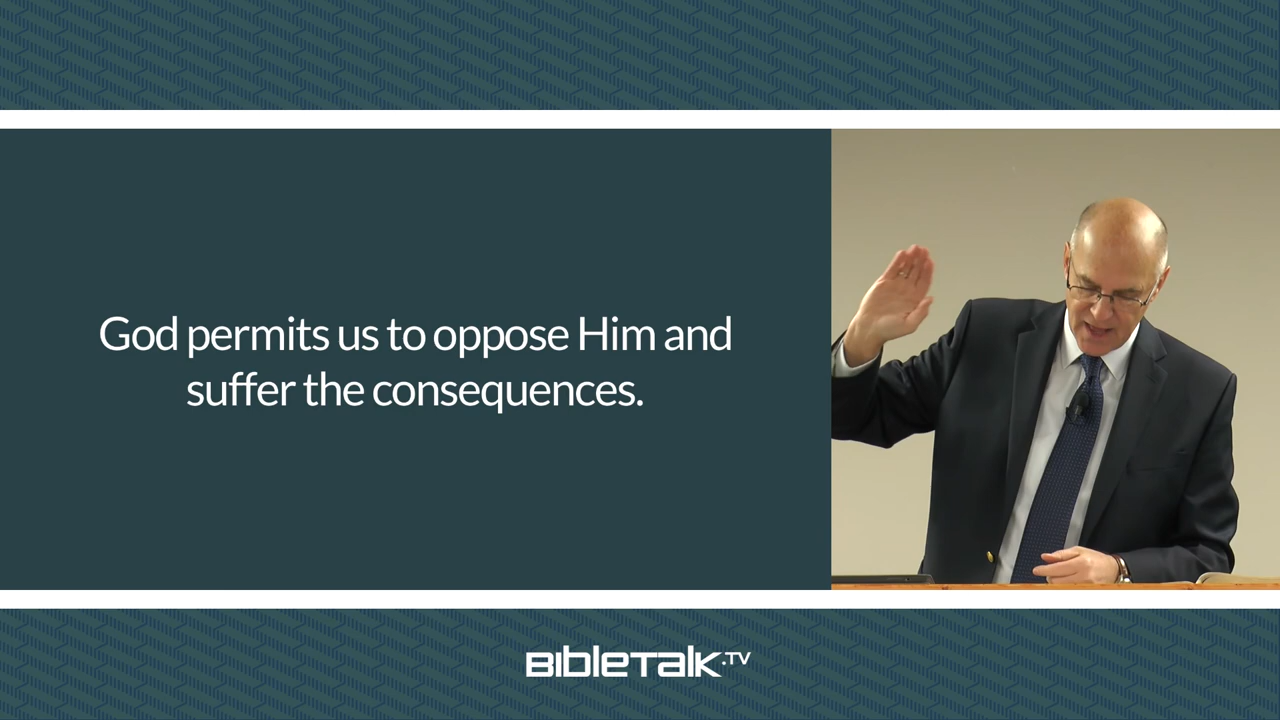 God permits us to oppose Him and
suffer the consequences.
BibleTalk.TV